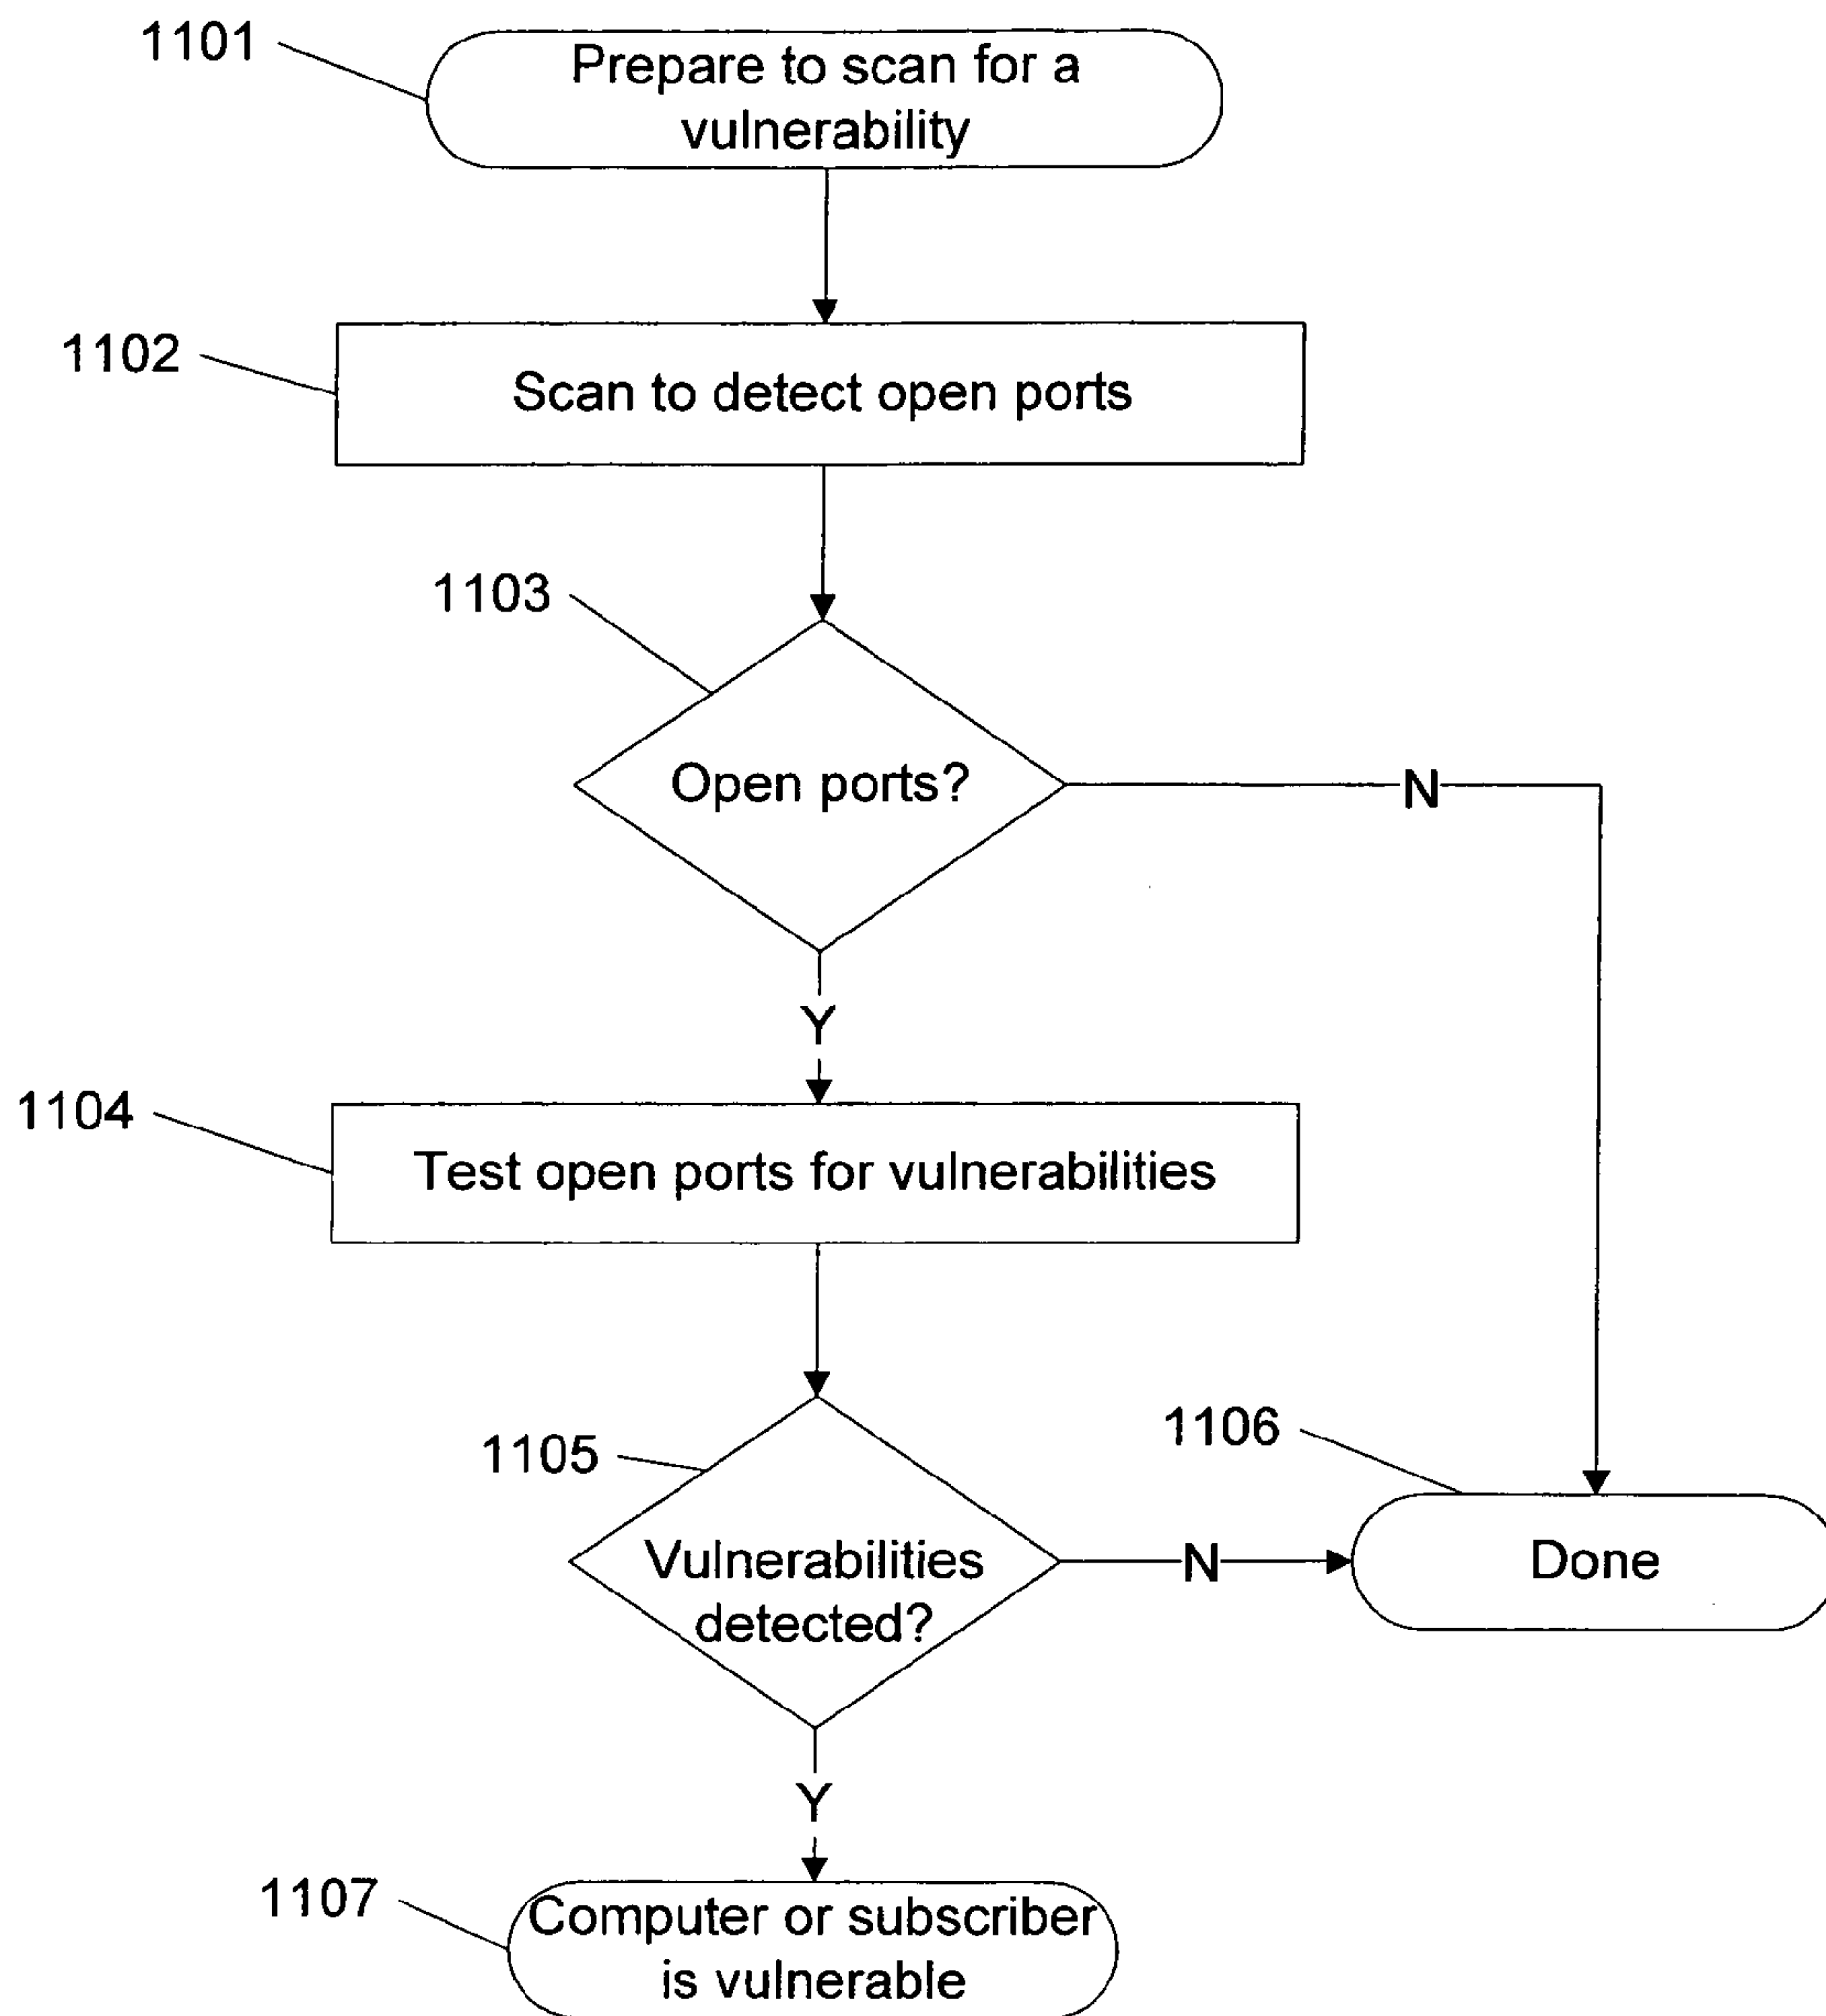 1101
Prepare to scan for a
vulnerability
1102
Scan to detect open ports
1103
Open ports?
N
Y
1104
Test open ports for vulnerabilities
1105
1106
Vulnerabilities
detected?
N
Done
Y
1107
Computer or subscriber
is vulnerable